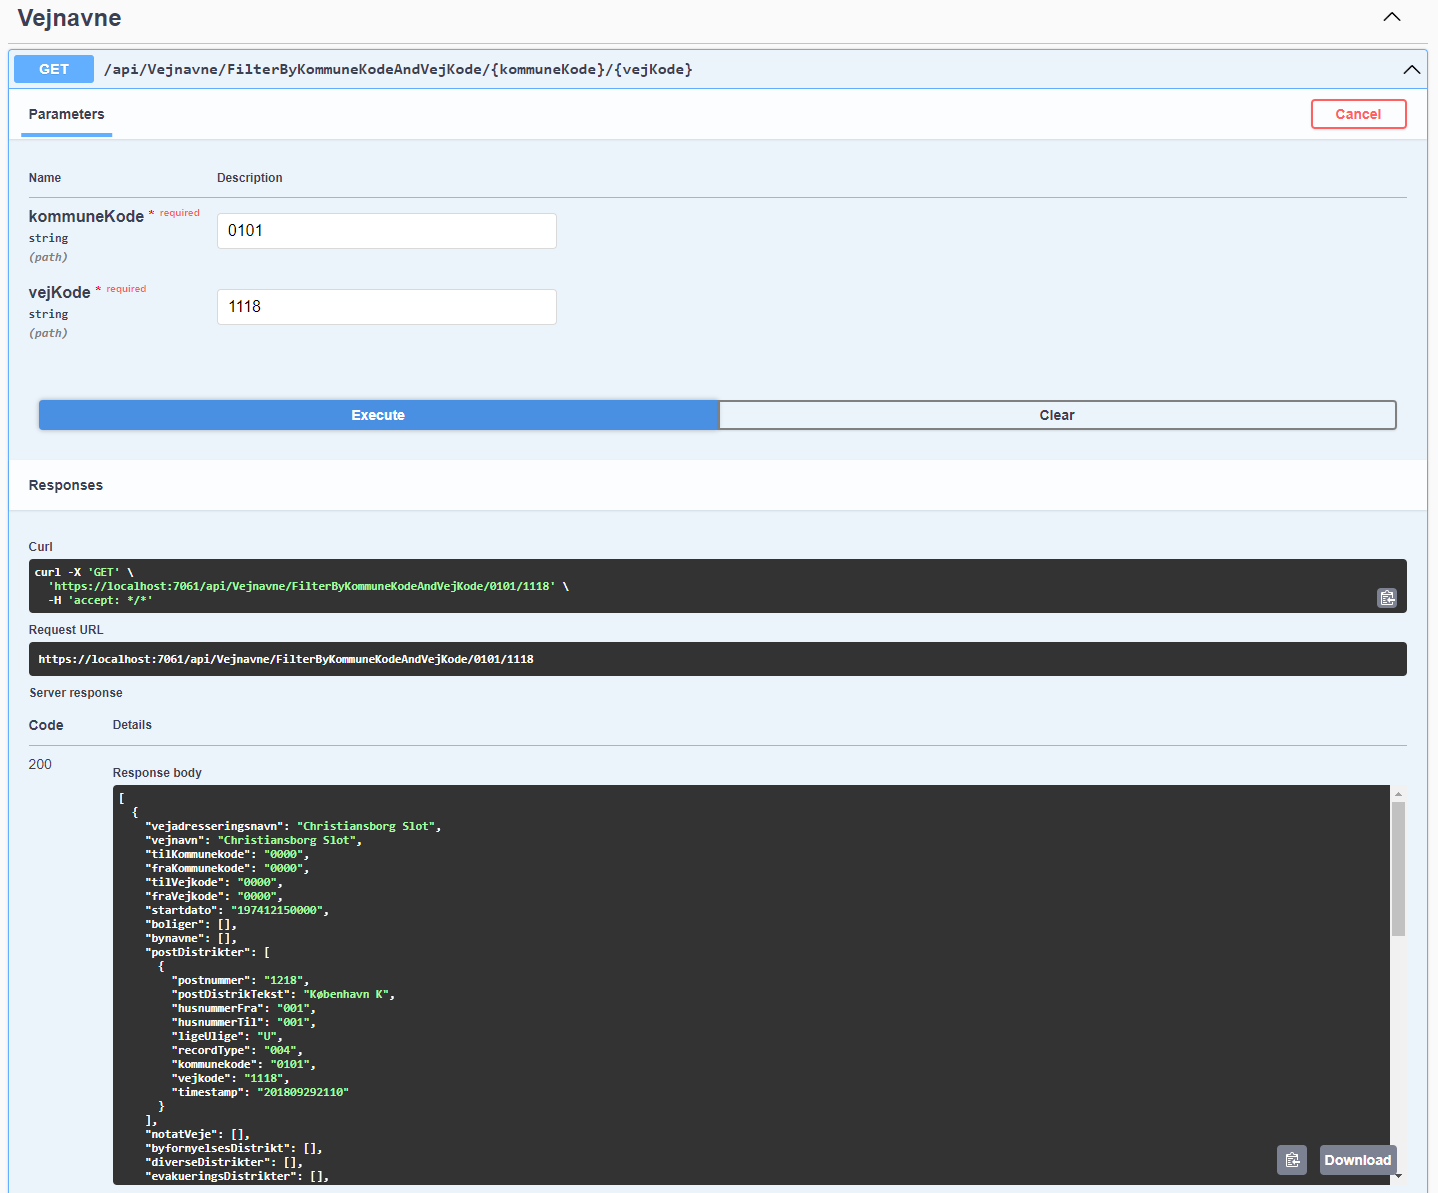 Vejnavne
GET /api/Vejnavne/FilterByKommuneKodeAndVejKode/{kommuneKode}/{vejKode}
Parameters
Cancel
Name Description
kommuneKode * required
string
(path)
0101
vejKode * required
string
(path)
1118
Execute Clear
Responses
Curl
curl -X 'GET' \
  'https://localhost:7061/api/Vejnavne/FilterByKommuneKodeAndVejKode/0101/1118' \
  -H 'accept: */*'
Request URL
https://localhost:7061/api/Vejnavne/FilterByKommuneKodeAndVejKode/0101/1118
Server response
Code Details
200
Response body
[
  {
    "vejadresseringsnavn": "Christiansborg Slot",
    "vejnavn": "Christiansborg Slot",
    "tilKommunekode": "0000",
    "fraKommunekode": "0000",
    "tilVejkode": "0000",
    "fraVejkode": "0000",
    "startdato": "197412150000",
    "boliger": [],
    "bynavne": [],
    "postDistrikter": [
      {
        "postnummer": "1218",
        "postDistrikTekst": "København K",
        "husnummerFra": "001",
        "husnummerTil": "001",
        "ligeUlige": "U",
        "recordType": "004",
        "kommunekode": "0101",
        "vejkode": "1118",
        "timestamp": "201809292110"
      }
    ],
    "notatVeje": [],
    "byfornyelsesDistrikt": [],
    "diverseDistrikter": [],
    "evakueringsDistrikter": [],
Download